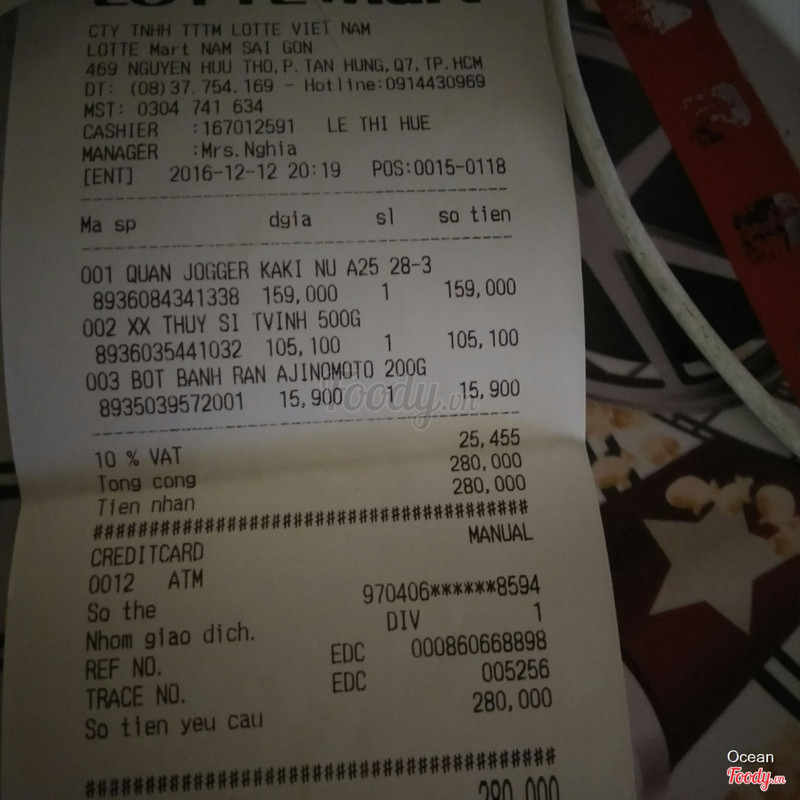 LOTTE Mart
CTY TNHH TTTM LOTTE VIET NAM
LOTTE Mart NAM SAI GON
469 NGUYEN HUU THO, P. TAN HUNG, Q7, TP. HCM
DT: (08)37.754.169 - Hotline:0914430969
MST: 0304 741 634
CASHIER :167012591 LE THI HUE
MANAGER :Mrs.Nghia
[ENT] 2016-12-12 20:19 POS:0015-0118
Ma sp dgia sl so tien
001 QUAN JOGGER KAKI NU A25 28-3
8936084341338 159,000 1 159,000
002 XX THUY SI TVINH 500G
8936035441032 105,100 1 105,100
003 BOT BANH RAN AJINOMOTO 200G
8935039572001 15,900 1 15,900
Foody.vn
10 % VAT 25,455
Tong cong 280,000
Tien nhan 280,000
########################################
CREDITCARD MANUAL
0012 ATM
So the 970406******8594
Nhom giao dich. DIV 1
REF NO. EDC 000860668898
TRACE NO. EDC 005256
So tien yeu cau 280,000
########################################
280,000
Ocean
Foody.vn